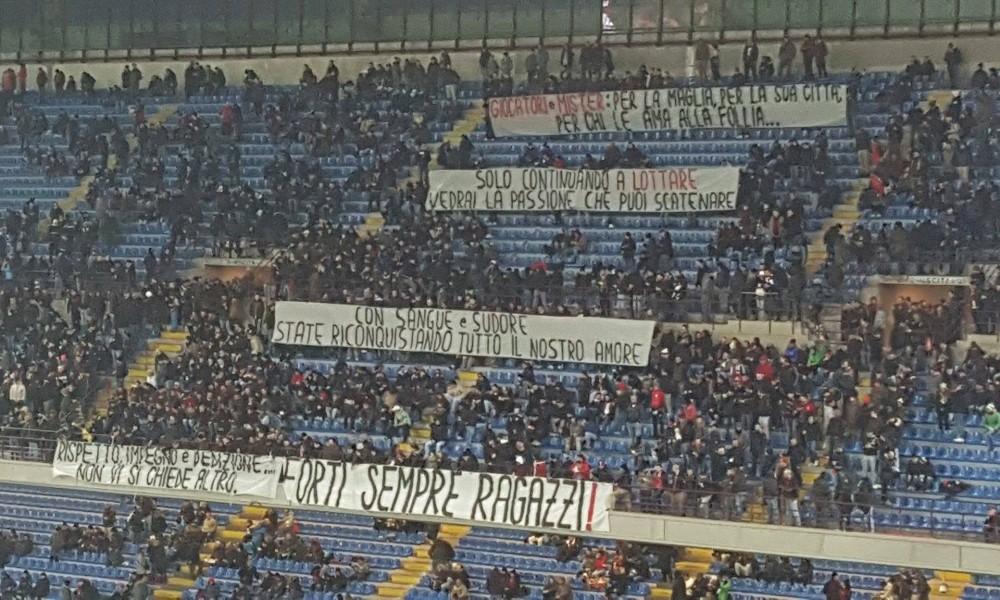 GIOCATORI e MISTER: PER LA MAGLIA, PER LA SUA CITTA,
PER CHI LE AMA ALLA FOLLIA...
SOLO CONTINUANDO A LOTTARE
VEDRAI LA PASSIONE CHE PUOI SCATENARE
CON SANGUE e SUDORE
STATE RICONQUISTANDO TUTTO IL NOSTRO AMORE
RISPETTO, IMPEGNO e DEDIZIONE...
NON VI SI CHIEDE ALTRO.
FORTI SEMPRE RAGAZZI!